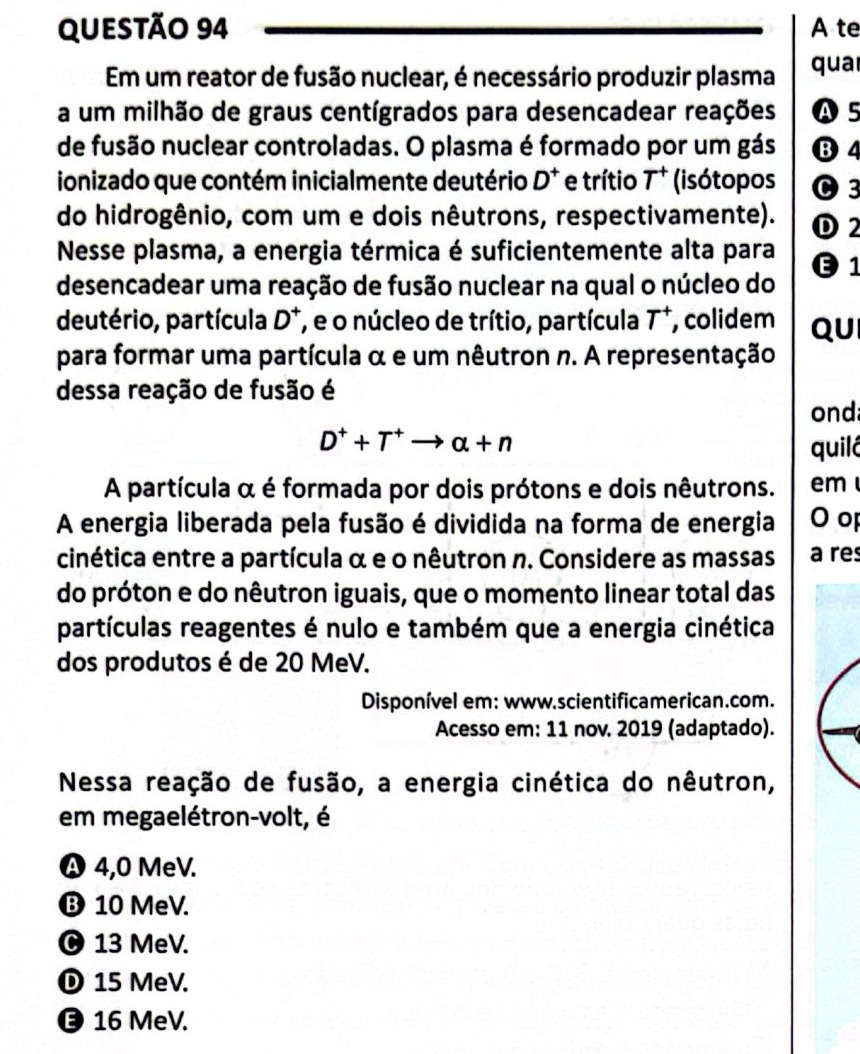 QUESTÃO 94
Em um reator de fusão nuclear, é necessário produzir plasma
a um milhão de graus centígrados para desencadear reações
de fusão nuclear controladas. O plasma é formado por um gás
ionizado que contém inicialmente deutério D⁺ e trítio T⁺ (isótopos
do hidrogênio, com um e dois nêutrons, respectivamente).
Nesse plasma, a energia térmica é suficientemente alta para
desencadear uma reação de fusão nuclear na qual o núcleo do
deutério, partícula D⁺, e o núcleo de trítio, partícula T⁺, colidem
para formar uma partícula α e um nêutron n. A representação
dessa reação de fusão é
D⁺ + T⁺ → α + n
A partícula α é formada por dois prótons e dois nêutrons.
A energia liberada pela fusão é dividida na forma de energia
cinética entre a partícula α e o nêutron n. Considere as massas
do próton e do nêutron iguais, que o momento linear total das
partículas reagentes é nulo e também que a energia cinética
dos produtos é de 20 MeV.
Disponível em: www.scientificamerican.com.
Acesso em: 11 nov. 2019 (adaptado).
Nessa reação de fusão, a energia cinética do nêutron,
em megaelétron-volt, é
A 4,0 MeV.
B 10 MeV.
C 13 MeV.
D 15 MeV.
E 16 MeV.
A te
quar
A 5
B 4
C 3
D 2
E 1
QUE
onda
quilô
em u
O op
a res